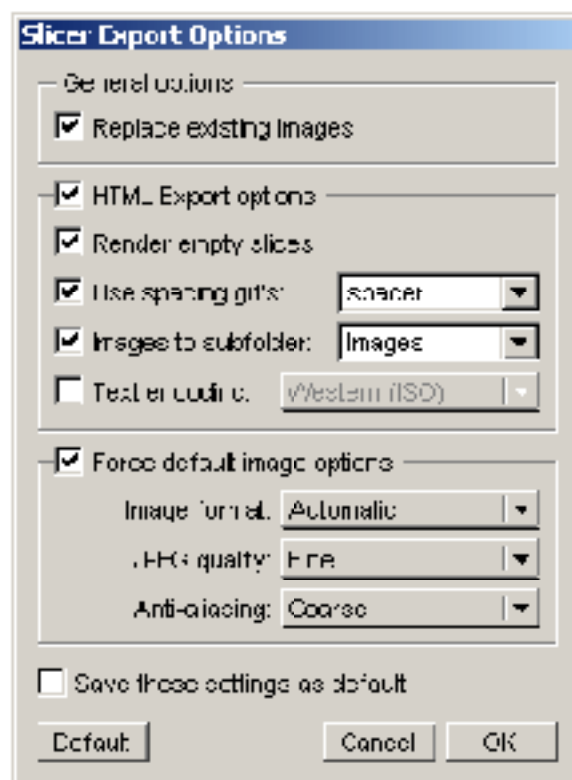 Slicer Export Options
General options
Replace existing images
HTML Export options
Render empty slices
Use spacing gif's: spacer
Images to subfolder: Images
Text encoding: Western (ISO)
Force default image options
Image format: Automatic
JPEG quality: Fine
Anti-aliasing: Coarse
Save these settings as default
Default Cancel OK